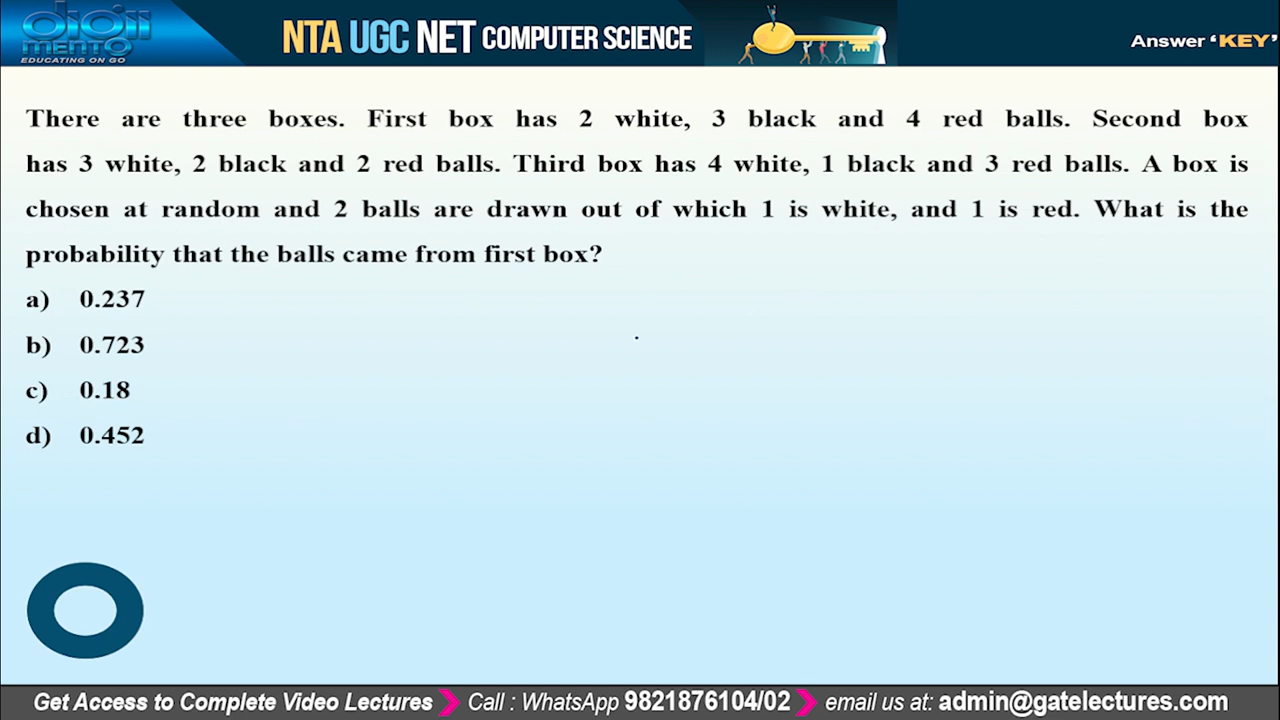 didii
MENTO
EDUCATING ON GO
NTA UGC NET COMPUTER SCIENCE
Answer ‘KEY’
There are three boxes. First box has 2 white, 3 black and 4 red balls. Second box
has 3 white, 2 black and 2 red balls. Third box has 4 white, 1 black and 3 red balls. A box is
chosen at random and 2 balls are drawn out of which 1 is white, and 1 is red. What is the
probability that the balls came from first box?
a) 0.237
b) 0.723
c) 0.18
d) 0.452
Get Access to Complete Video Lectures Call : WhatsApp 9821876104/02 email us at: admin@gatelectures.com